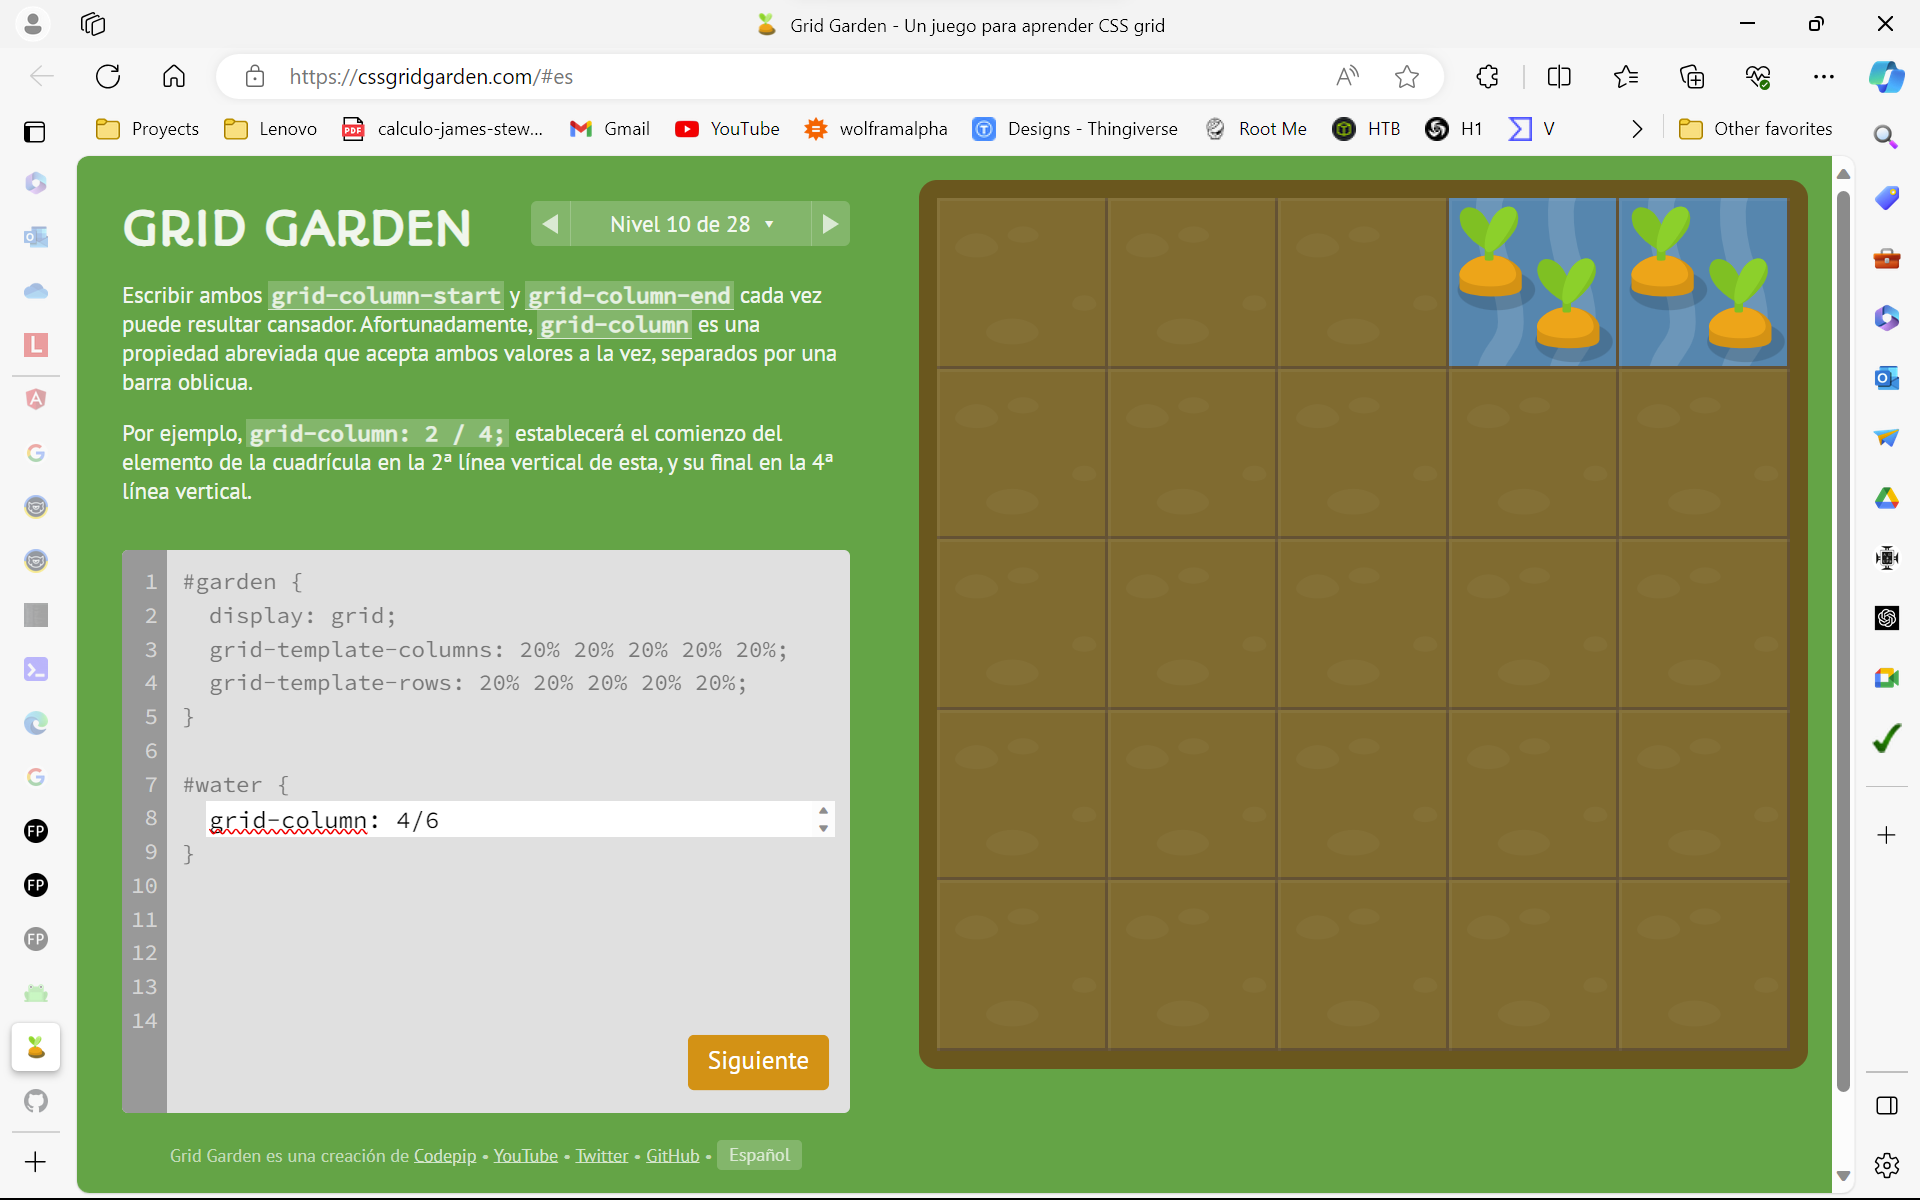 Grid Garden - Un juego para aprender CSS grid
https://cssgridgarden.com/#es
Proyects
Lenovo
calculo-james-stew...
Gmail
YouTube
wolframalpha
Designs - Thingiverse
Root Me
HTB
H1
V
Other favorites
GRID GARDEN
Nivel 10 de 28
Escribir ambos grid-column-start y grid-column-end cada vez
puede resultar cansador. Afortunadamente, grid-column es una
propiedad abreviada que acepta ambos valores a la vez, separados por una
barra oblicua.
Por ejemplo, grid-column: 2 / 4; establecerá el comienzo del
elemento de la cuadrícula en la 2ª línea vertical de esta, y su final en la 4ª
línea vertical.
1 #garden {
2 display: grid;
3 grid-template-columns: 20% 20% 20% 20% 20%;
4 grid-template-rows: 20% 20% 20% 20% 20%;
5 }
6
7 #water {
8 grid-column: 4/6
9 }
10
11
12
13
14
Siguiente
Grid Garden es una creación de Codepip • YouTube • Twitter • GitHub • Español